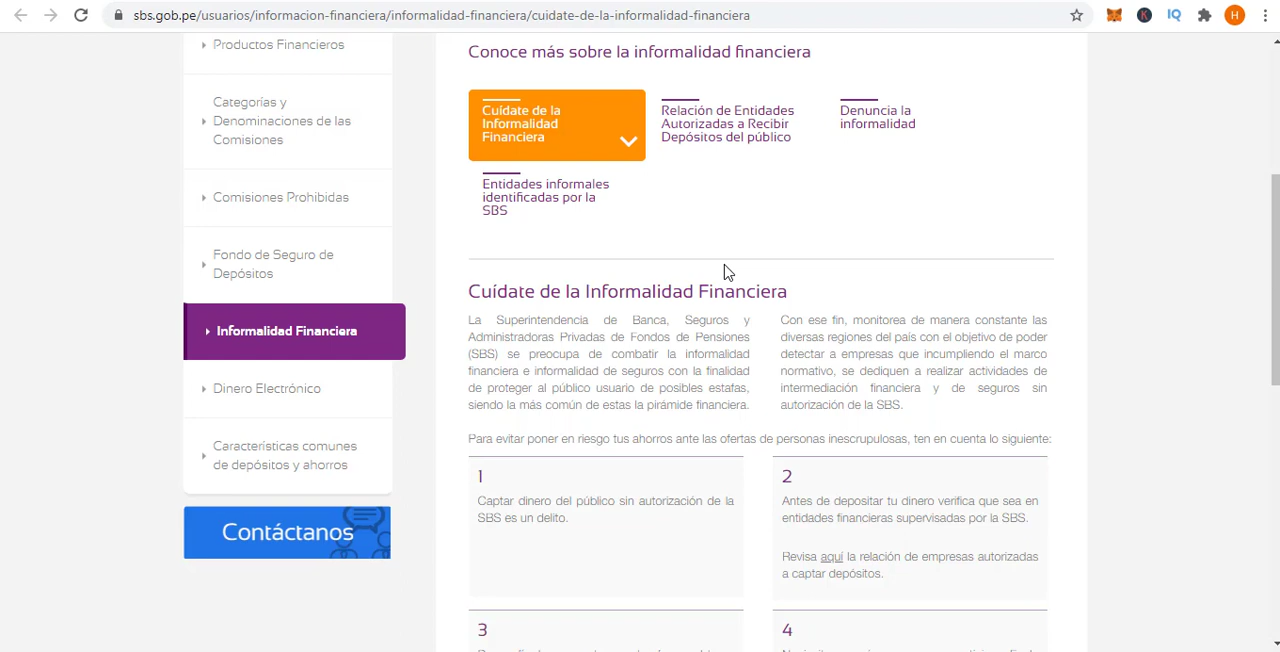 sbs.gob.pe/usuarios/informacion-financiera/informalidad-financiera/cuidate-de-la-informalidad-financiera
K
IQ
H
Productos Financieros
Categorías y
Denominaciones de las
Comisiones
Comisiones Prohibidas
Fondo de Seguro de
Depósitos
Informalidad Financiera
Dinero Electrónico
Características comunes
de depósitos y ahorros
Contáctanos
Conoce más sobre la informalidad financiera
Cuídate de la
Informalidad
Financiera
Relación de Entidades
Autorizadas a Recibir
Depósitos del público
Denuncia la
informalidad
Entidades informales
identificadas por la
SBS
Cuídate de la Informalidad Financiera
La Superintendencia de Banca, Seguros y
Administradoras Privadas de Fondos de Pensiones
(SBS) se preocupa de combatir la informalidad
financiera e informalidad de seguros con la finalidad
de proteger al público usuario de posibles estafas,
siendo la más común de estas la pirámide financiera.
Con ese fin, monitorea de manera constante las
diversas regiones del país con el objetivo de poder
detectar a empresas que incumpliendo el marco
normativo, se dediquen a realizar actividades de
intermediación financiera y de seguros sin
autorización de la SBS.
Para evitar poner en riesgo tus ahorros ante las ofertas de personas inescrupulosas, ten en cuenta lo siguiente:
1
Captar dinero del público sin autorización de la
SBS es un delito.
2
Antes de depositar tu dinero verifica que sea en
entidades financieras supervisadas por la SBS.
Revisa aquí la relación de empresas autorizadas
a captar depósitos.
3
4